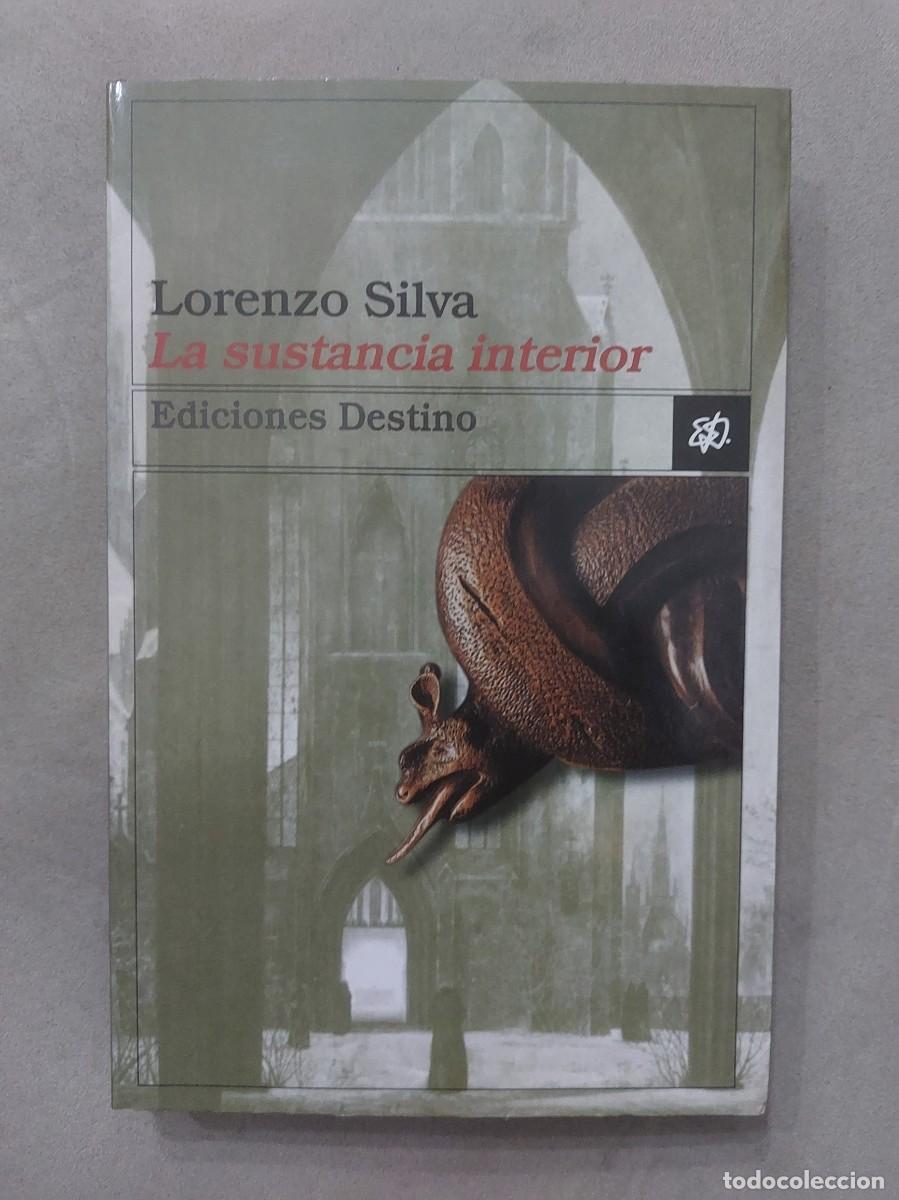 Lorenzo Silva
La sustancia interior
Ediciones Destino
todocoleccion